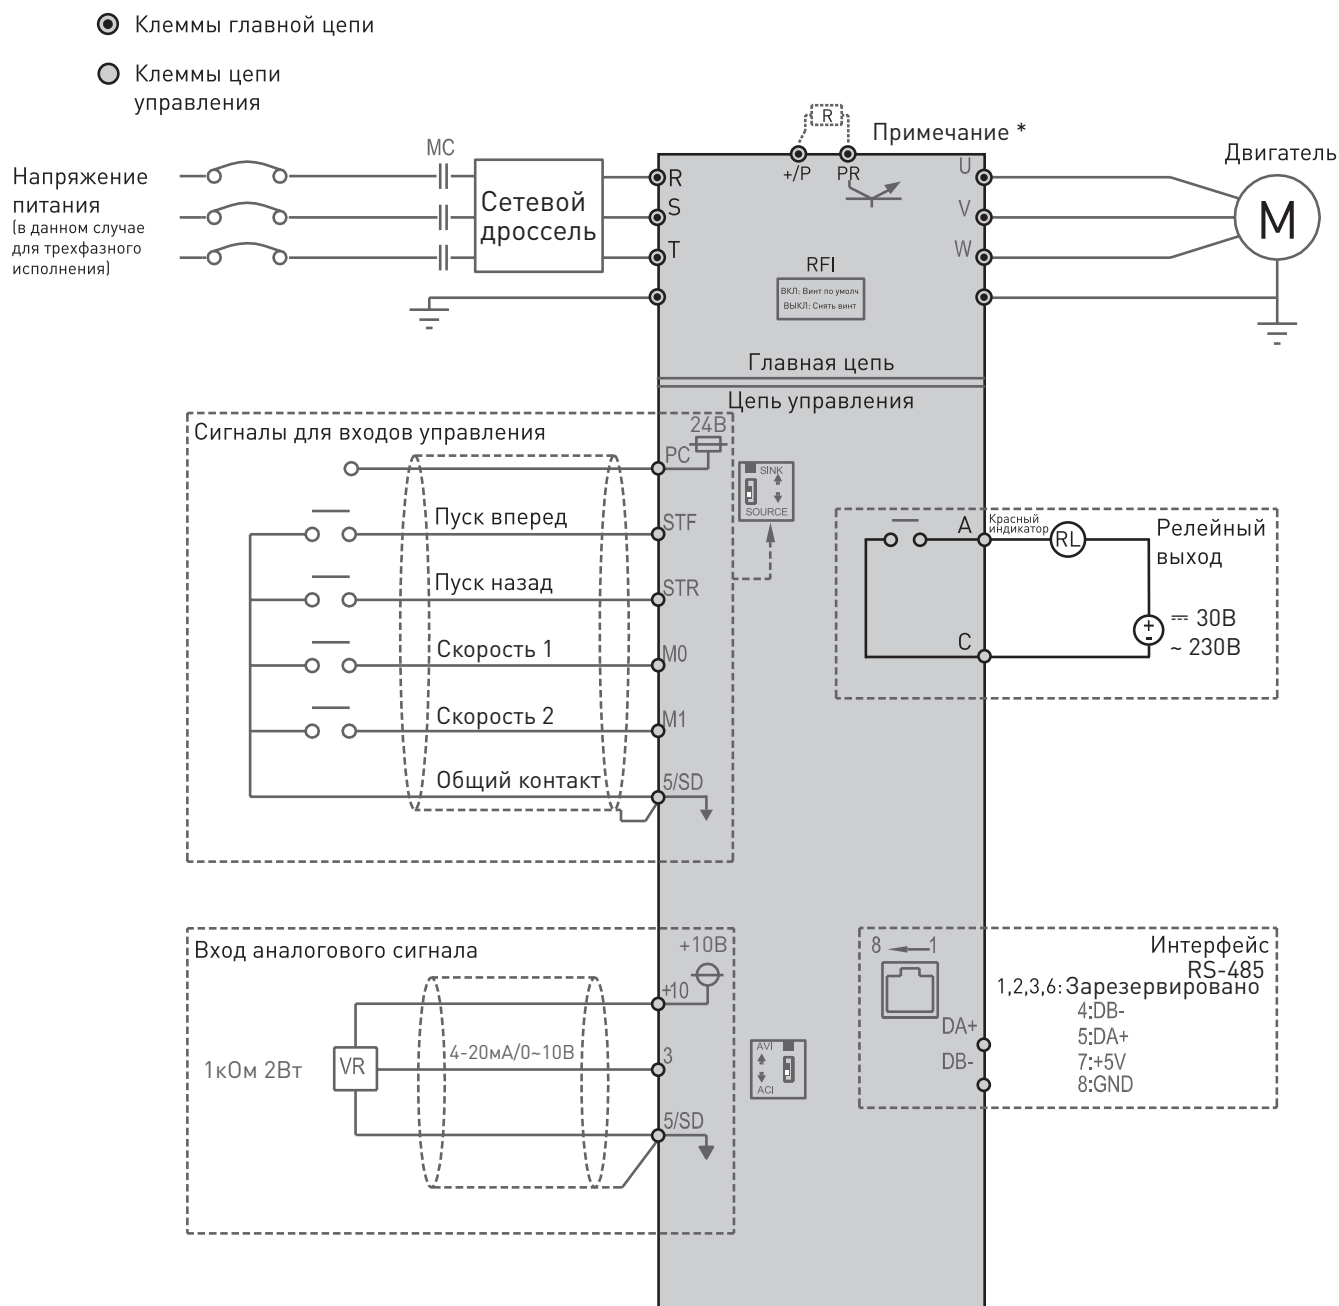 Клеммы главной цепи
Клеммы цепи
управления
R
Примечание *
MC
+/P
PR
Двигатель
Напряжение
питания
(в данном случае
для трехфазного
исполнения)
Сетевой
дроссель
R
S
T
U
V
W
M
RFI
ВКЛ: Винт по умолч
ВЫКЛ: Снять винт
Главная цепь
Цепь управления
Сигналы для входов управления
24В
PC
SINK
SOURCE
Пуск вперед
STF
Пуск назад
STR
Скорость 1
M0
Скорость 2
M1
Общий контакт
5/SD
A
Красный
индикатор
RL
Релейный
выход
C
+
-
⎓ 30В
~ 230В
Вход аналогового сигнала
+10В
+10
4-20мА/0~10В
3
1кОм 2Вт
VR
AVI
ACI
5/SD
8
1
Интерфейс
RS-485
1,2,3,6: Зарезервировано
4:DB-
5:DA+
7:+5V
8:GND
DA+
DB-